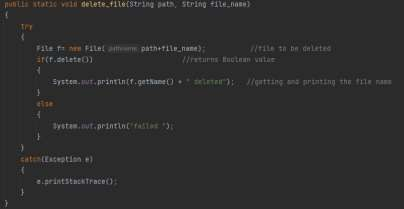 public static void delete_file(String path, String file_name)
{
try
{
File f= new File( pathname: path+file_name); //file to be deleted
if(f.delete()) //returns Boolean value
{
System.out.println(f.getName() + " deleted"); //getting and printing the file name
}
else
{
System.out.println("failed ");
}
}
catch(Exception e)
{
e.printStackTrace();
}
}